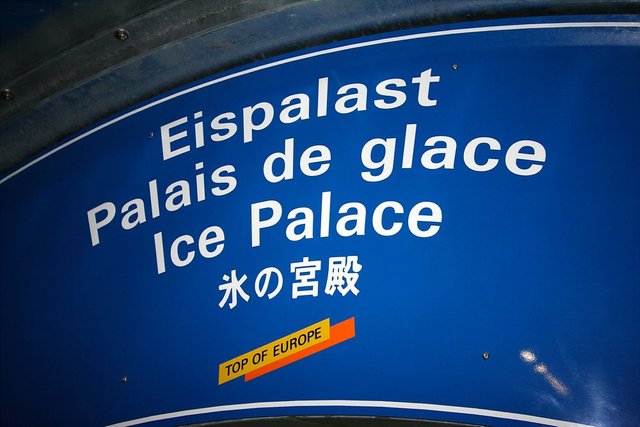 Eispalast
Palais de glace
Ice Palace
氷の宮殿
TOP OF EUROPE